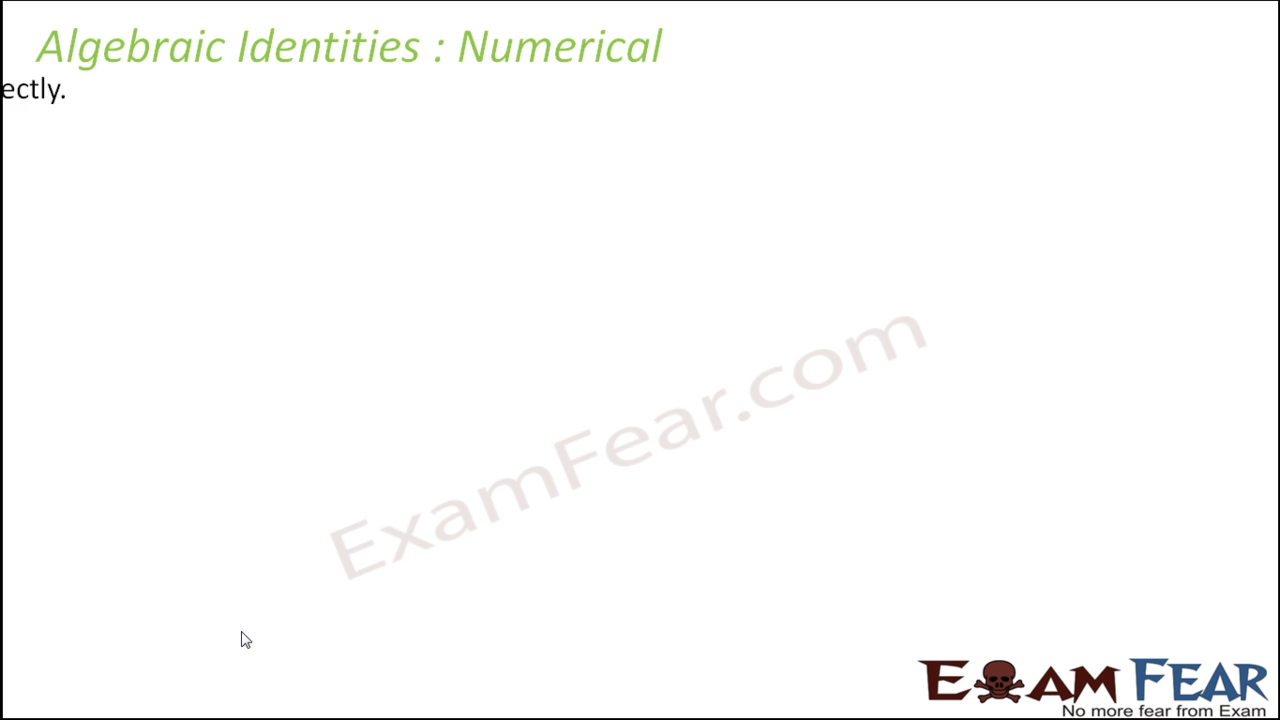 Algebraic Identities : Numerical
ectly.
ExamFear.com
EXAM FEAR
No more fear from Exam